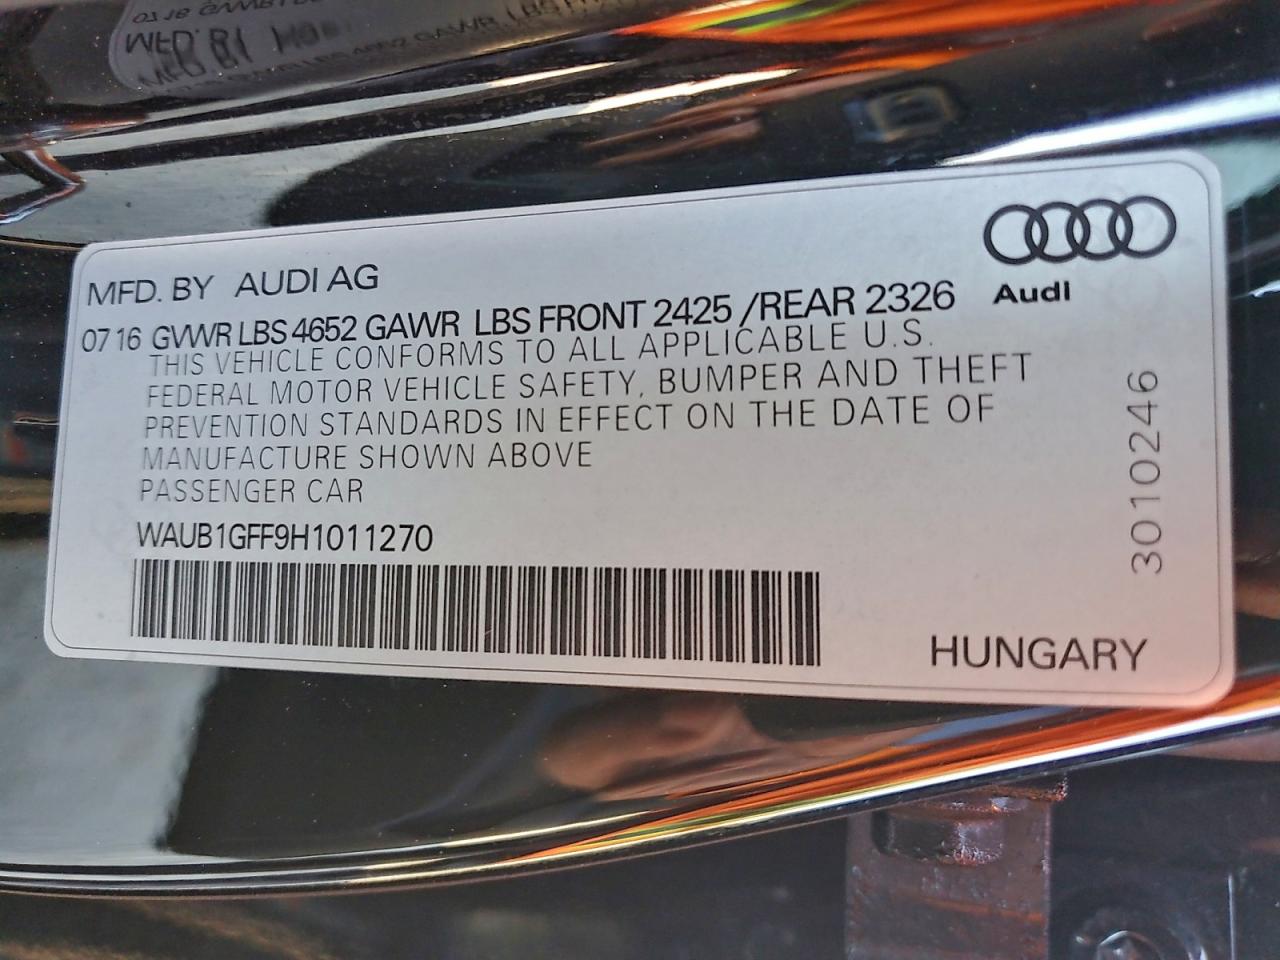 MFD. BY AUDI AG
Audi
07 16 GVWR LBS 4652 GAWR LBS FRONT 2425 /REAR 2326
THIS VEHICLE CONFORMS TO ALL APPLICABLE U.S.
FEDERAL MOTOR VEHICLE SAFETY, BUMPER AND THEFT
PREVENTION STANDARDS IN EFFECT ON THE DATE OF
MANUFACTURE SHOWN ABOVE
PASSENGER CAR
WAUB1GFF9H1011270
3010246
HUNGARY